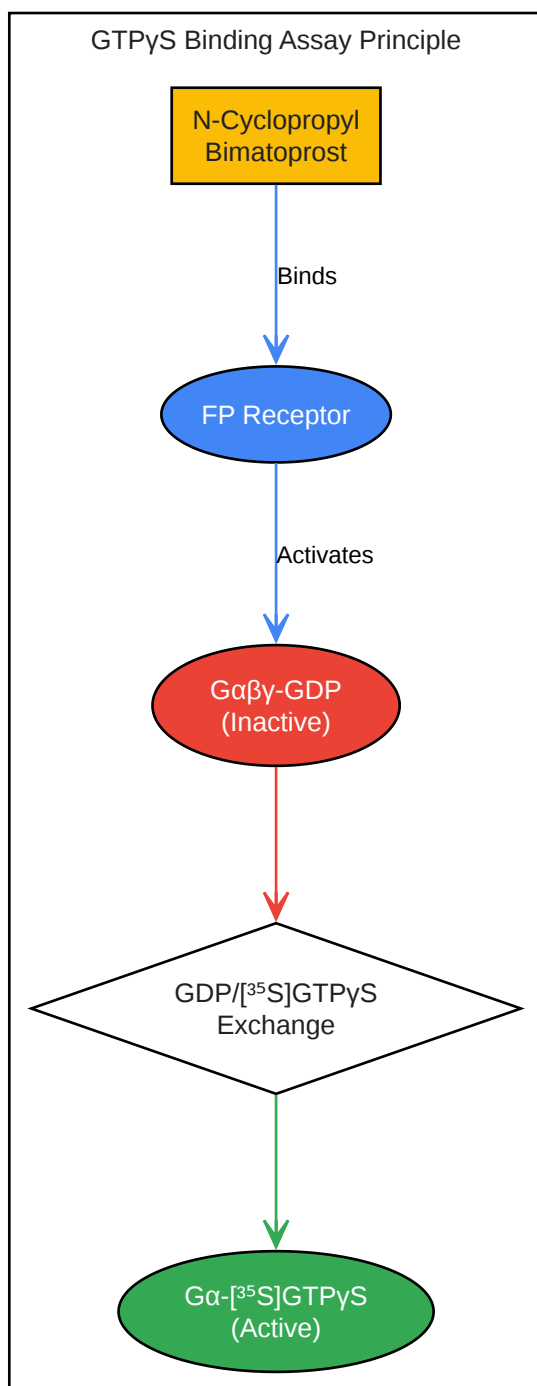 GTPγS Binding Assay Principle
N-Cyclopropyl
Bimatoprost
Binds
FP Receptor
Activates
Gαβγ-GDP
(Inactive)
GDP/[³⁵S]GTPγS
Exchange
Gα-[³⁵S]GTPγS
(Active)